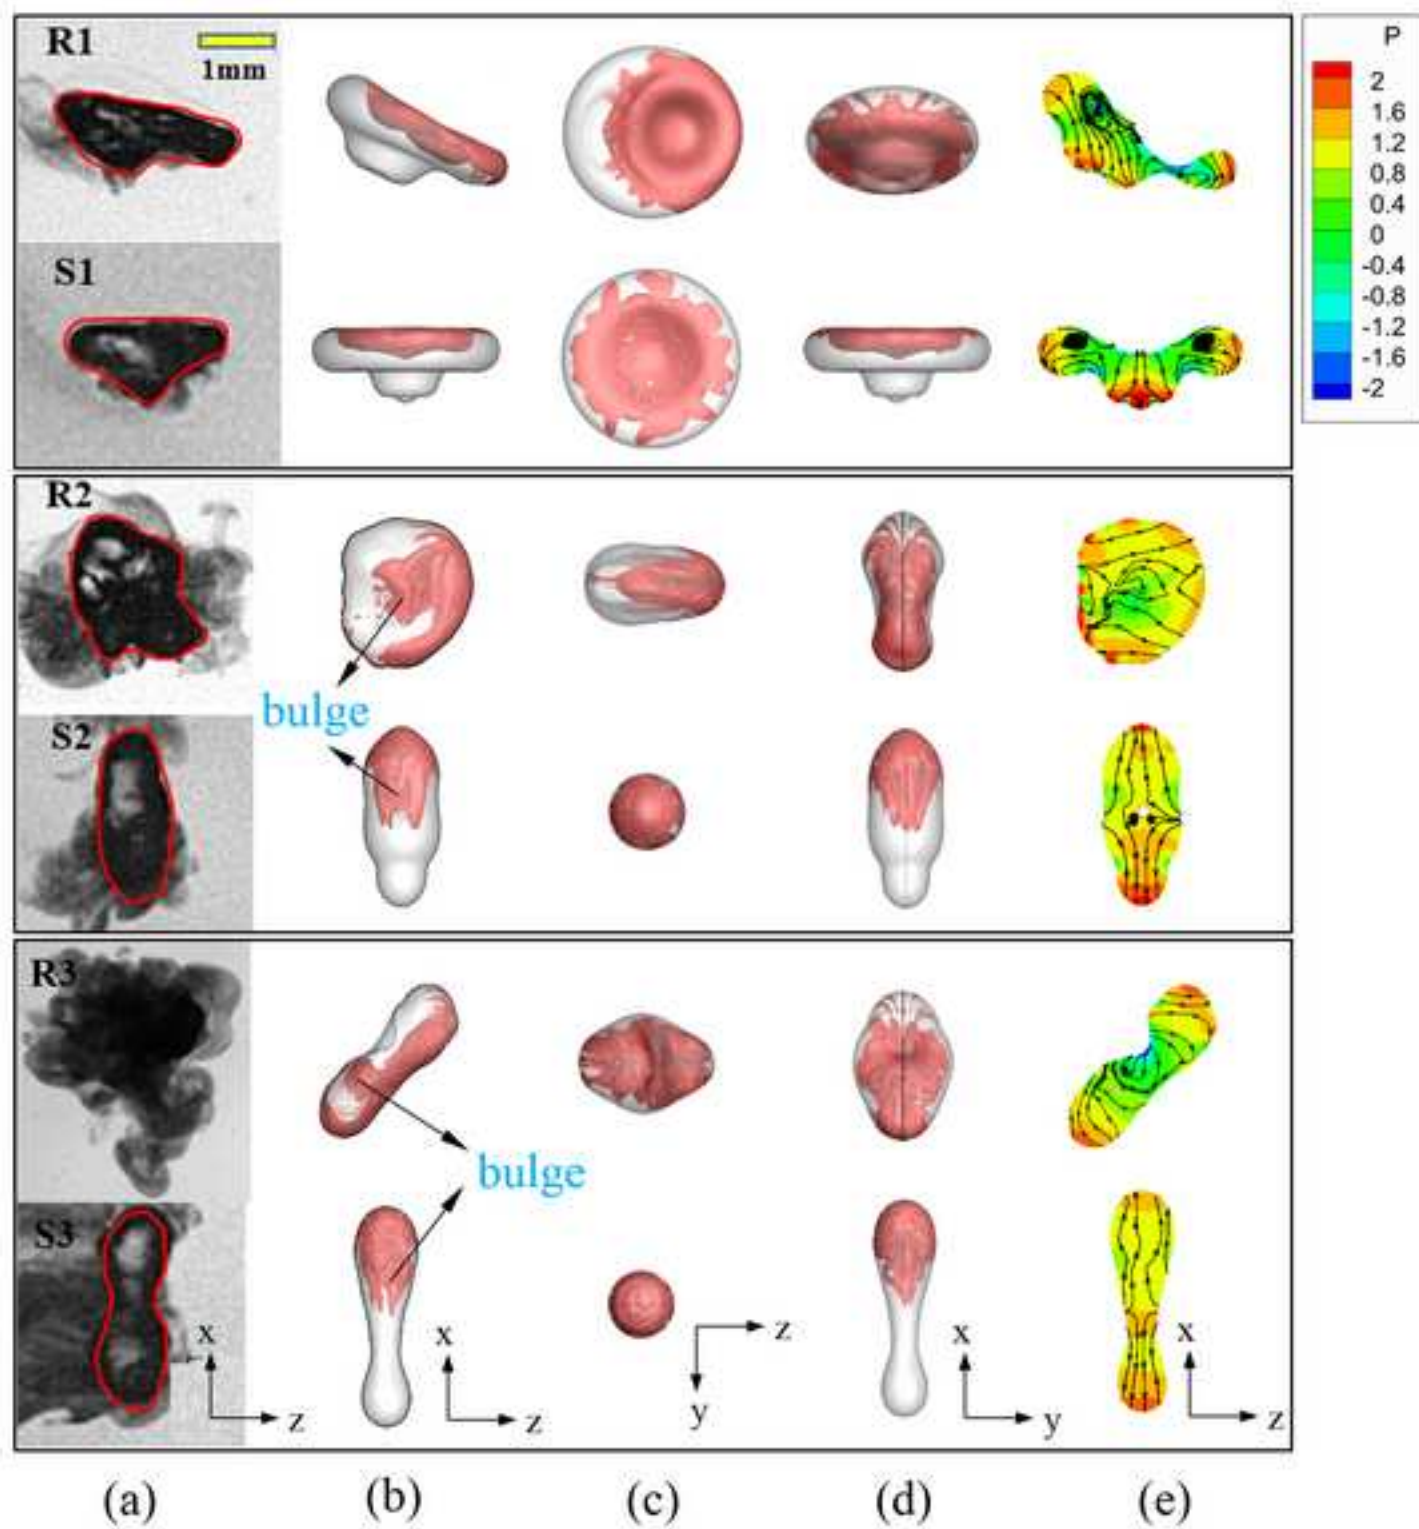 R1
1mm
P
2
1.6
1.2
0.8
0.4
0
-0.4
-0.8
-1.2
-1.6
-2
S1
R2
bulge
S2
R3
bulge
S3
x
z
x
z
z
y
x
y
x
z
(a) (b) (c) (d) (e)